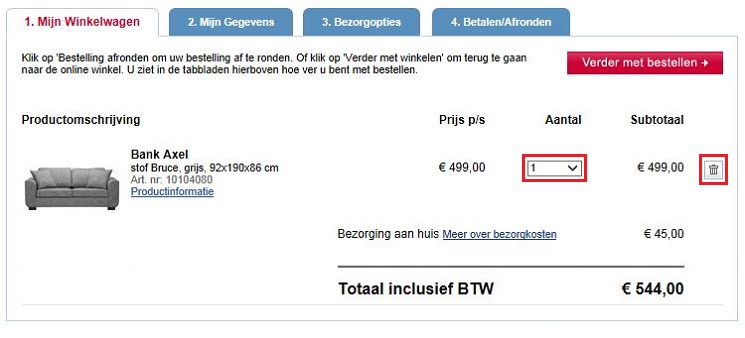 1. Mijn Winkelwagen
2. Mijn Gegevens
3. Bezorgopties
4. Betalen/Afronden
Klik op 'Bestelling afronden om uw bestelling af te ronden. Of klik op 'Verder met winkelen' om terug te gaan
naar de online winkel. U ziet in de tabbladen hierboven hoe ver u bent met bestellen.
Verder met bestellen →
Productomschrijving Prijs p/s Aantal Subtotaal
Bank Axel
stof Bruce, grijs, 92x190x86 cm € 499,00 1 € 499,00
Art. nr: 10104080
Productinformatie
Bezorging aan huis Meer over bezorgkosten € 45,00
Totaal inclusief BTW € 544,00